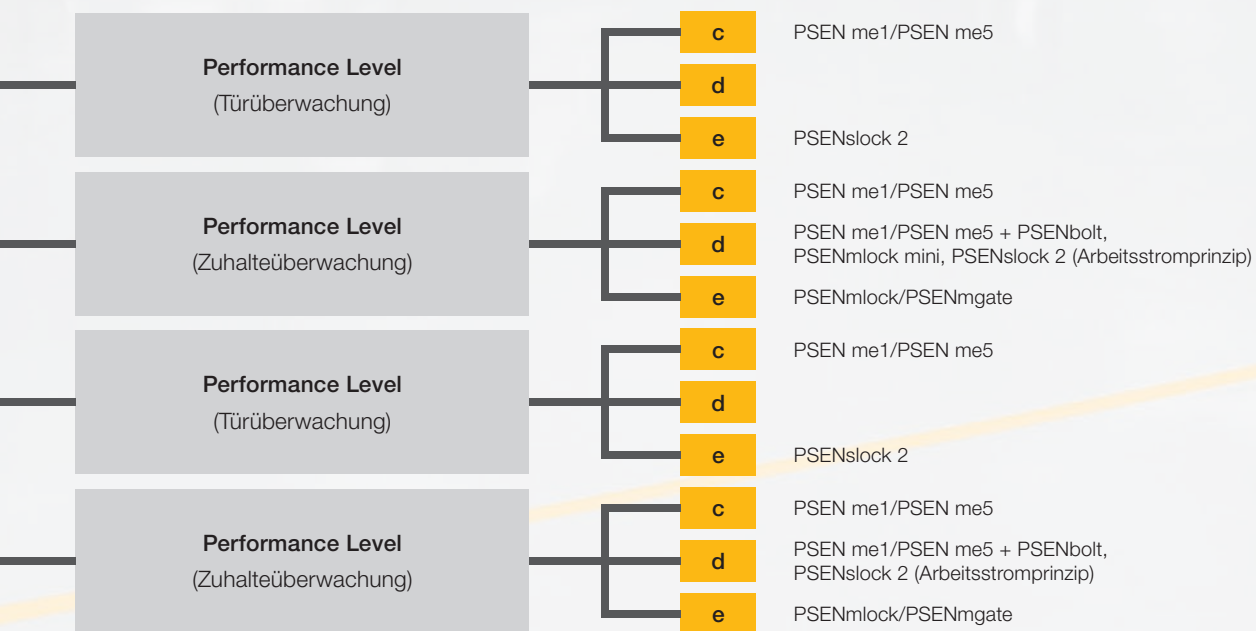 Performance Level
(Türüberwachung)
c
PSEN me1/PSEN me5
d
e
PSENslock 2
Performance Level
(Zuhalteüberwachung)
c
PSEN me1/PSEN me5
d
PSEN me1/PSEN me5 + PSENbolt,
PSENmlock mini, PSENslock 2 (Arbeitsstromprinzip)
e
PSENmlock/PSENmgate
Performance Level
(Türüberwachung)
c
PSEN me1/PSEN me5
d
e
PSENslock 2
Performance Level
(Zuhalteüberwachung)
c
PSEN me1/PSEN me5
d
PSEN me1/PSEN me5 + PSENbolt,
PSENslock 2 (Arbeitsstromprinzip)
e
PSENmlock/PSENmgate